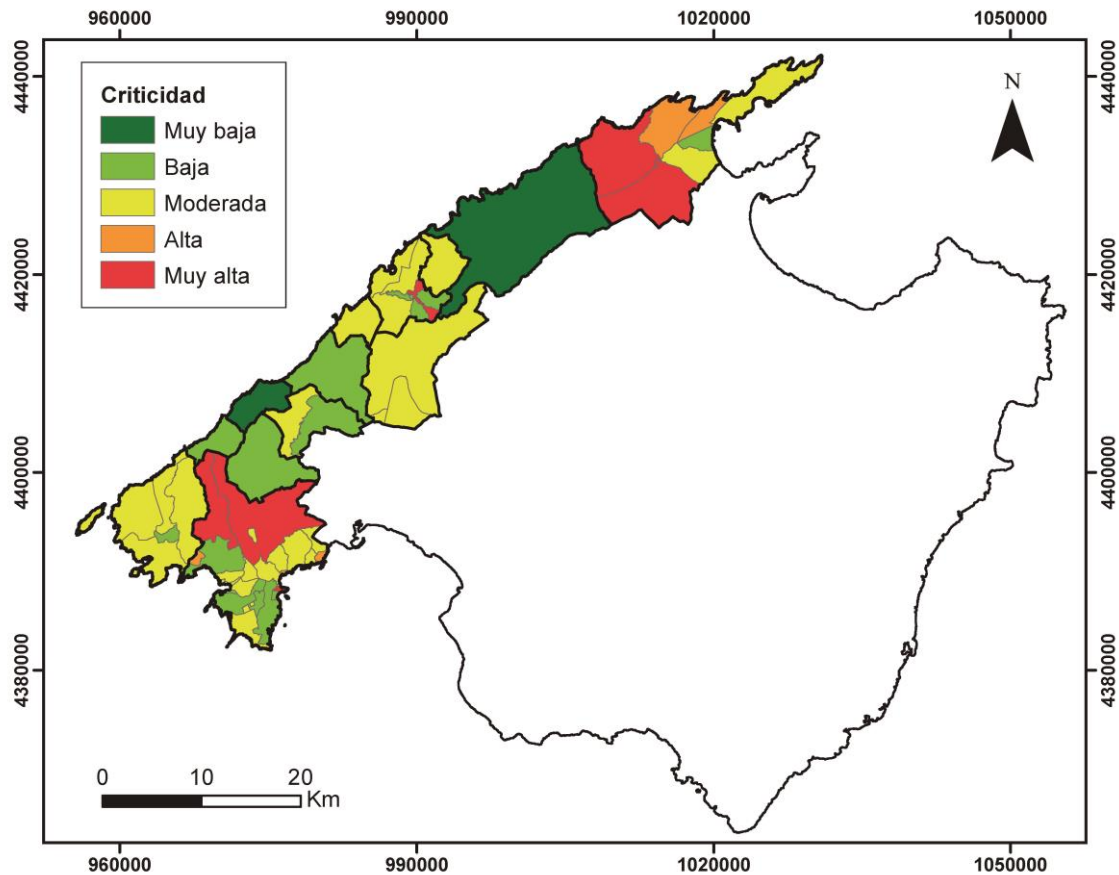 960000 990000 1020000 1050000
4440000 4440000
N
Criticidad
Muy baja
Baja
Moderada
Alta
Muy alta
4420000 4420000
4400000 4400000
4380000 4380000
0 10 20
Km
960000 990000 1020000 1050000